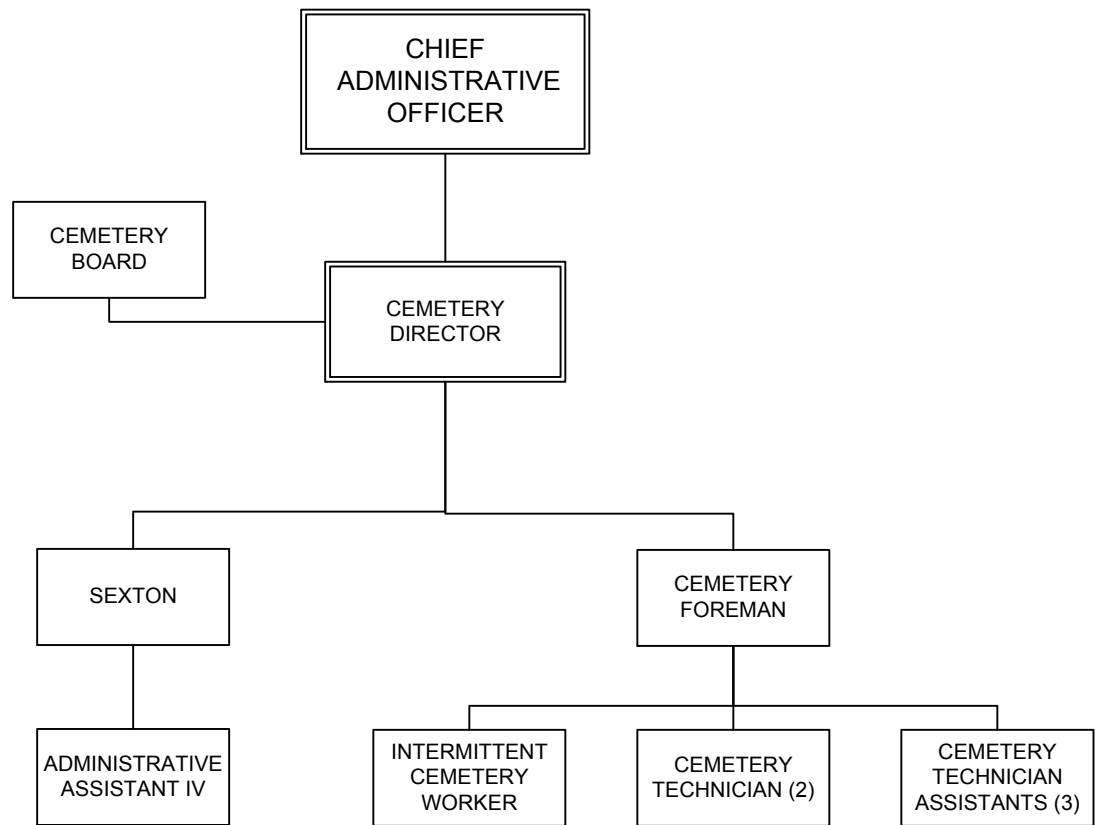 CHIEF
ADMINISTRATIVE
OFFICER
CEMETERY
BOARD
CEMETERY
DIRECTOR
SEXTON
CEMETERY
FOREMAN
ADMINISTRATIVE
ASSISTANT IV
INTERMITTENT
CEMETERY
WORKER
CEMETERY
TECHNICIAN (2)
CEMETERY
TECHNICIAN
ASSISTANTS (3)